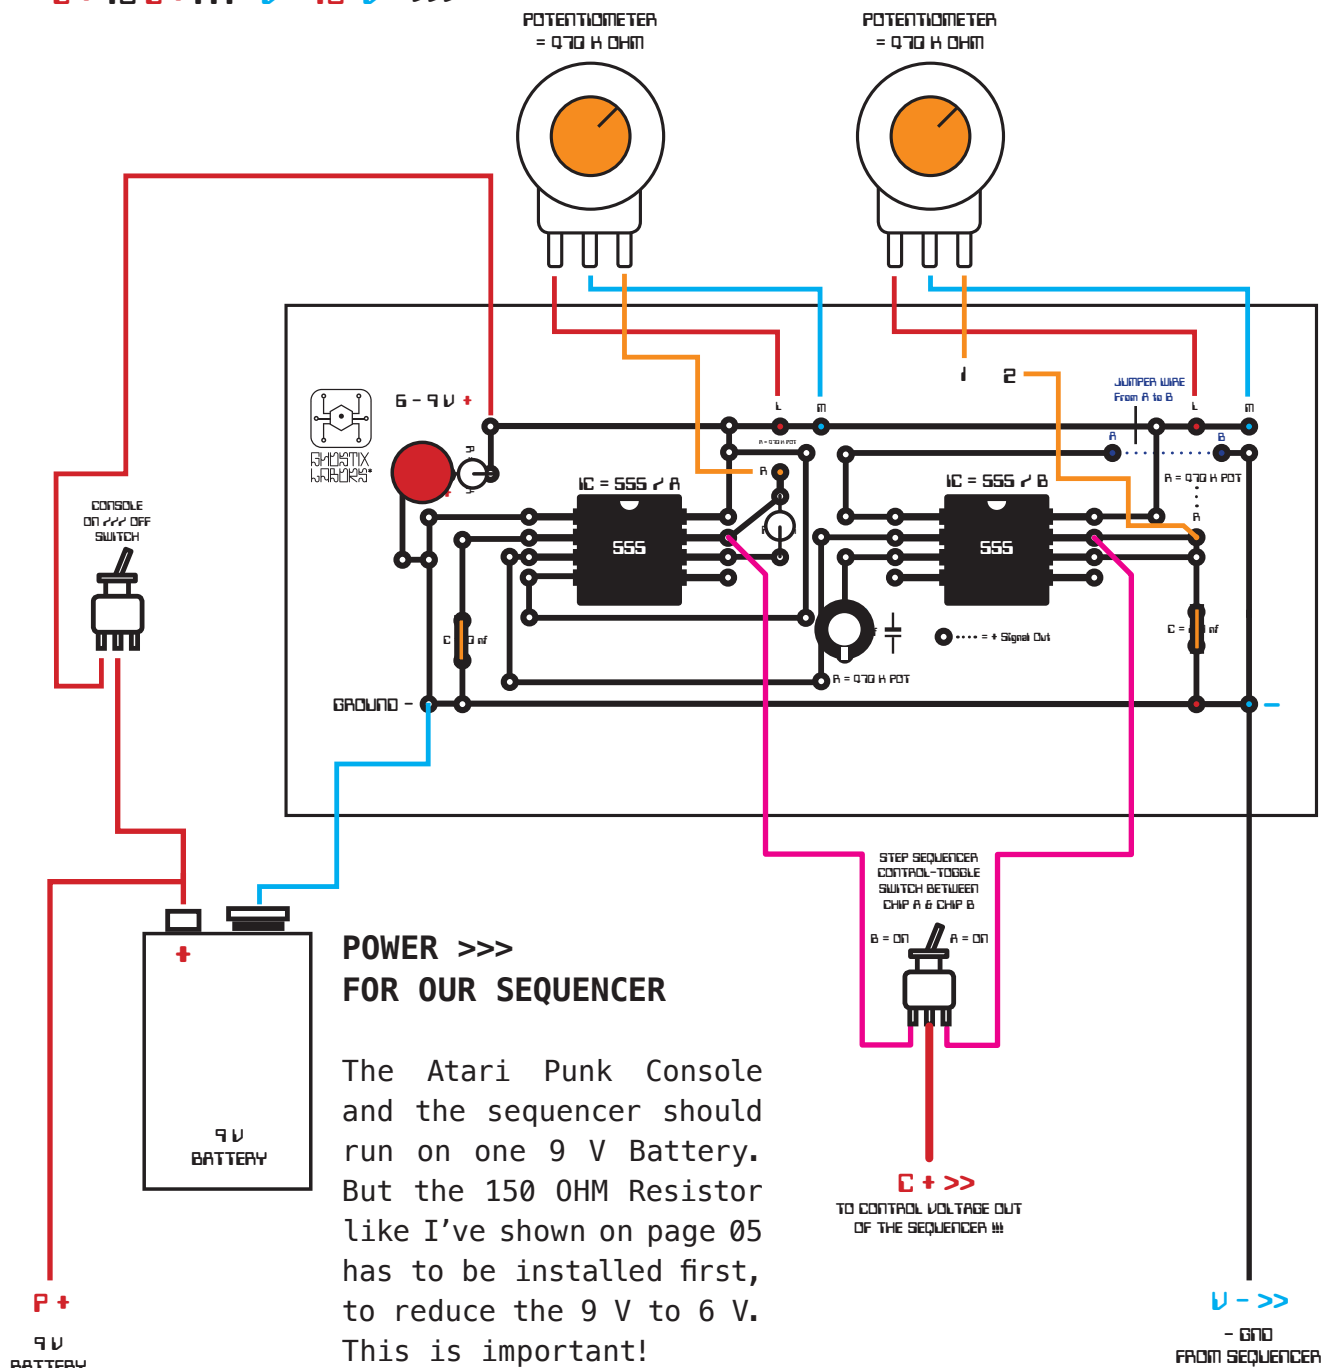 POTENTIOMETER
= 470 K OHM
POTENTIOMETER
= 470 K OHM
1
2
JUMPER WIRE
From A to B
6 - 9 V +
L
M
L
M
A
B
R = 470 K POT
R = 470 K POT
GHOSTIX
WORKS*
+
R
R
IC = 555 / A
IC = 555 / B
CONSOLE
ON /// OFF
SWITCH
555
555
= + Signal Out
R = 470 K POT
GROUND -
-
STEP SEQUENCER
CONTROL-TOGGLE
SWITCH BETWEEN
CHIP A & CHIP B
B = ON
A = ON
+
9 V
BATTERY
POWER >>>
FOR OUR SEQUENCER
The Atari Punk Console
and the sequencer should
run on one 9 V Battery.
But the 150 OHM Resistor
like I've shown on page 05
has to be installed first,
to reduce the 9 V to 6 V.
This is important!
C + >>
TO CONTROL VOLTAGE OUT
OF THE SEQUENCER !!!
P +
9 V
BATTERY
V - >>
- GND
FROM SEQUENCER